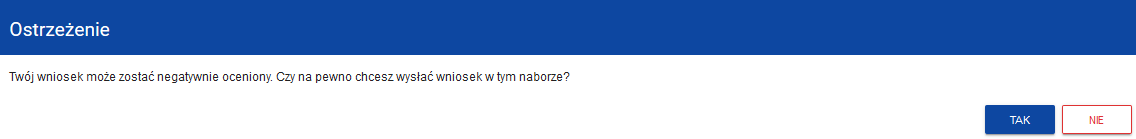 Ostrzeżenie
Twój wniosek może zostać negatywnie oceniony. Czy na pewno chcesz wysłać wniosek w tym naborze?
TAK NIE